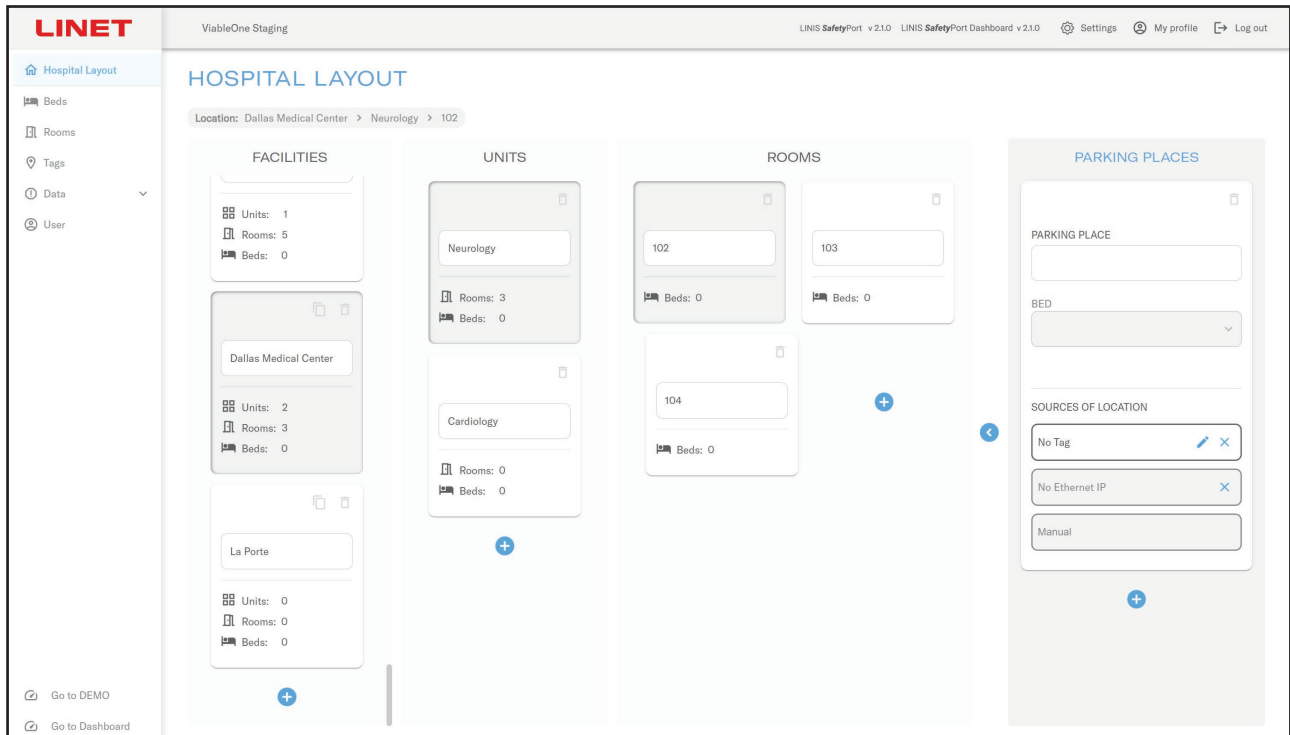 LINET
ViableOne Staging
LINIS SafetyPort v 2.1.0 LINIS SafetyPort Dashboard v 2.1.0 Settings My profile Log out
Hospital Layout
Beds
Rooms
Tags
Data
User
Go to DEMO
Go to Dashboard
HOSPITAL LAYOUT
Location: Dallas Medical Center > Neurology > 102
FACILITIES
Units: 1
Rooms: 5
Beds: 0
Dallas Medical Center
Units: 2
Rooms: 3
Beds: 0
La Porte
Units: 0
Rooms: 0
Beds: 0
UNITS
Neurology
Rooms: 3
Beds: 0
Cardiology
Rooms: 0
Beds: 0
ROOMS
102
Beds: 0
103
Beds: 0
104
Beds: 0
PARKING PLACES
PARKING PLACE
BED
SOURCES OF LOCATION
No Tag
No Ethernet IP
Manual